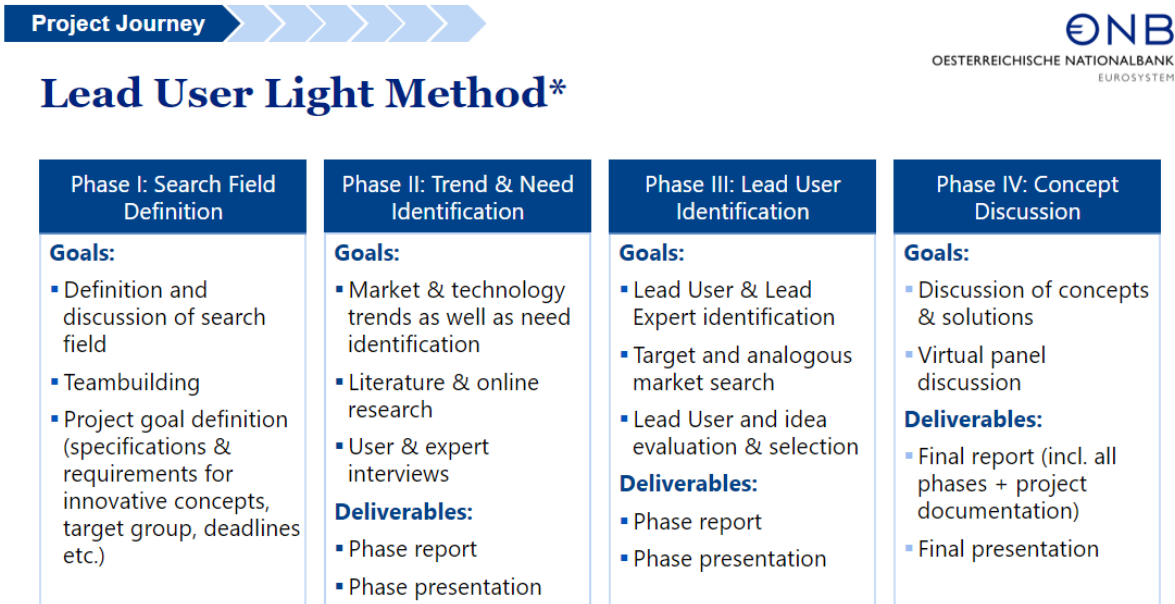 Project Journey
€NB
OESTERREICHISCHE NATIONALBANK
EUROSYSTEM
Lead User Light Method*
Phase I: Search Field
Definition
Goals:
▪ Definition and
discussion of search
field
▪ Teambuilding
▪ Project goal definition
(specifications &
requirements for
innovative concepts,
target group, deadlines
etc.)
Phase II: Trend & Need
Identification
Goals:
▪ Market & technology
trends as well as need
identification
▪ Literature & online
research
▪ User & expert
interviews
Deliverables:
▪ Phase report
▪ Phase presentation
Phase III: Lead User
Identification
Goals:
▪ Lead User & Lead
Expert identification
▪ Target and analogous
market search
▪ Lead User and idea
evaluation & selection
Deliverables:
▪ Phase report
▪ Phase presentation
Phase IV: Concept
Discussion
Goals:
▪ Discussion of concepts
& solutions
▪ Virtual panel
discussion
Deliverables:
▪ Final report (incl. all
phases + project
documentation)
▪ Final presentation